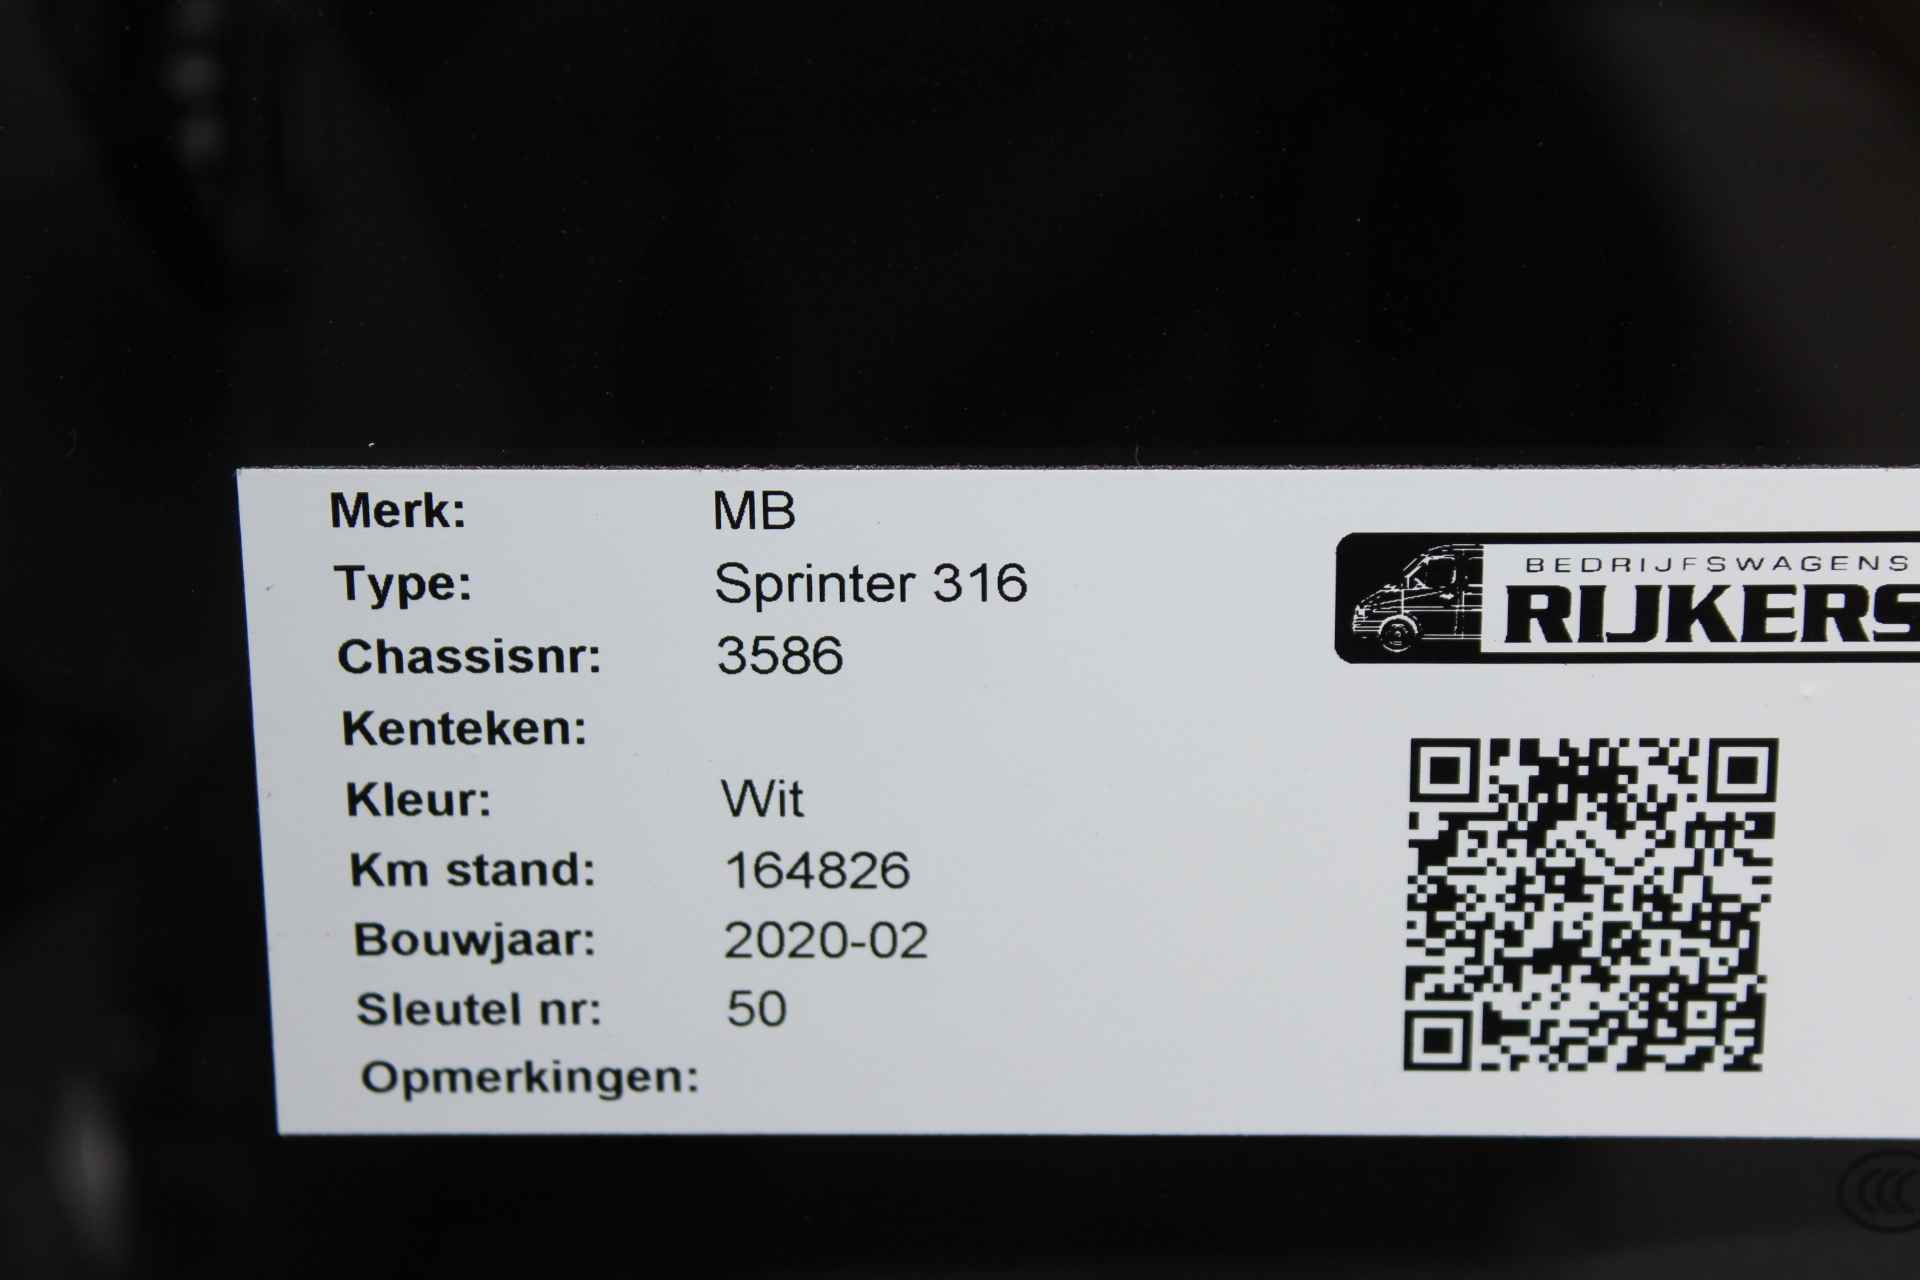 Merk: MB
Type: Sprinter 316
Chassisnr: 3586
Kenteken:
Kleur: Wit
Km stand: 164826
Bouwjaar: 2020-02
Sleutel nr: 50
Opmerkingen:
BEDRIJFSWAGENS
RIJKERS